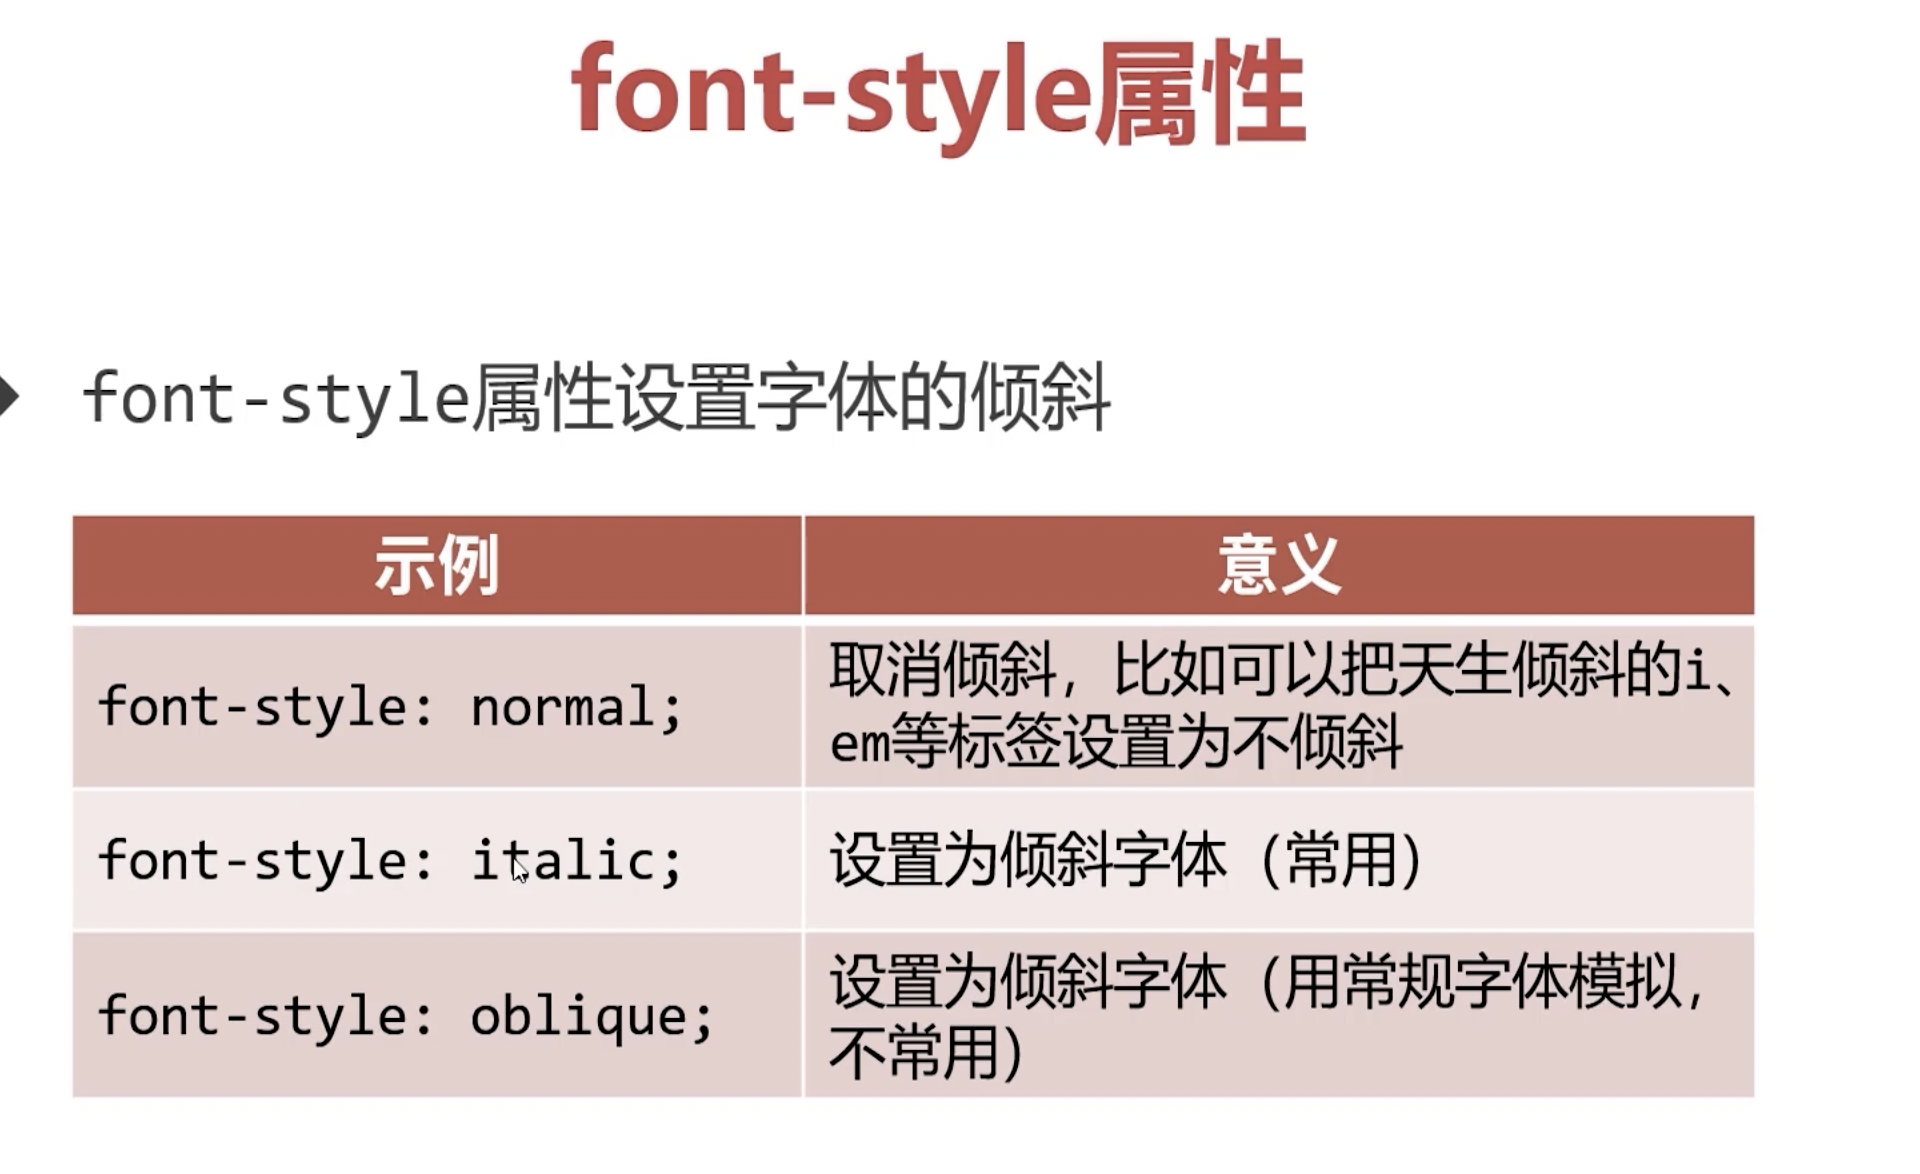 font-style属性
font-style属性设置字体的倾斜
示例
意义
font-style: normal;
取消倾斜，比如可以把天生倾斜的i、
em等标签设置为不倾斜
font-style: italic;
设置为倾斜字体（常用）
font-style: oblique;
设置为倾斜字体（用常规字体模拟，
不常用）